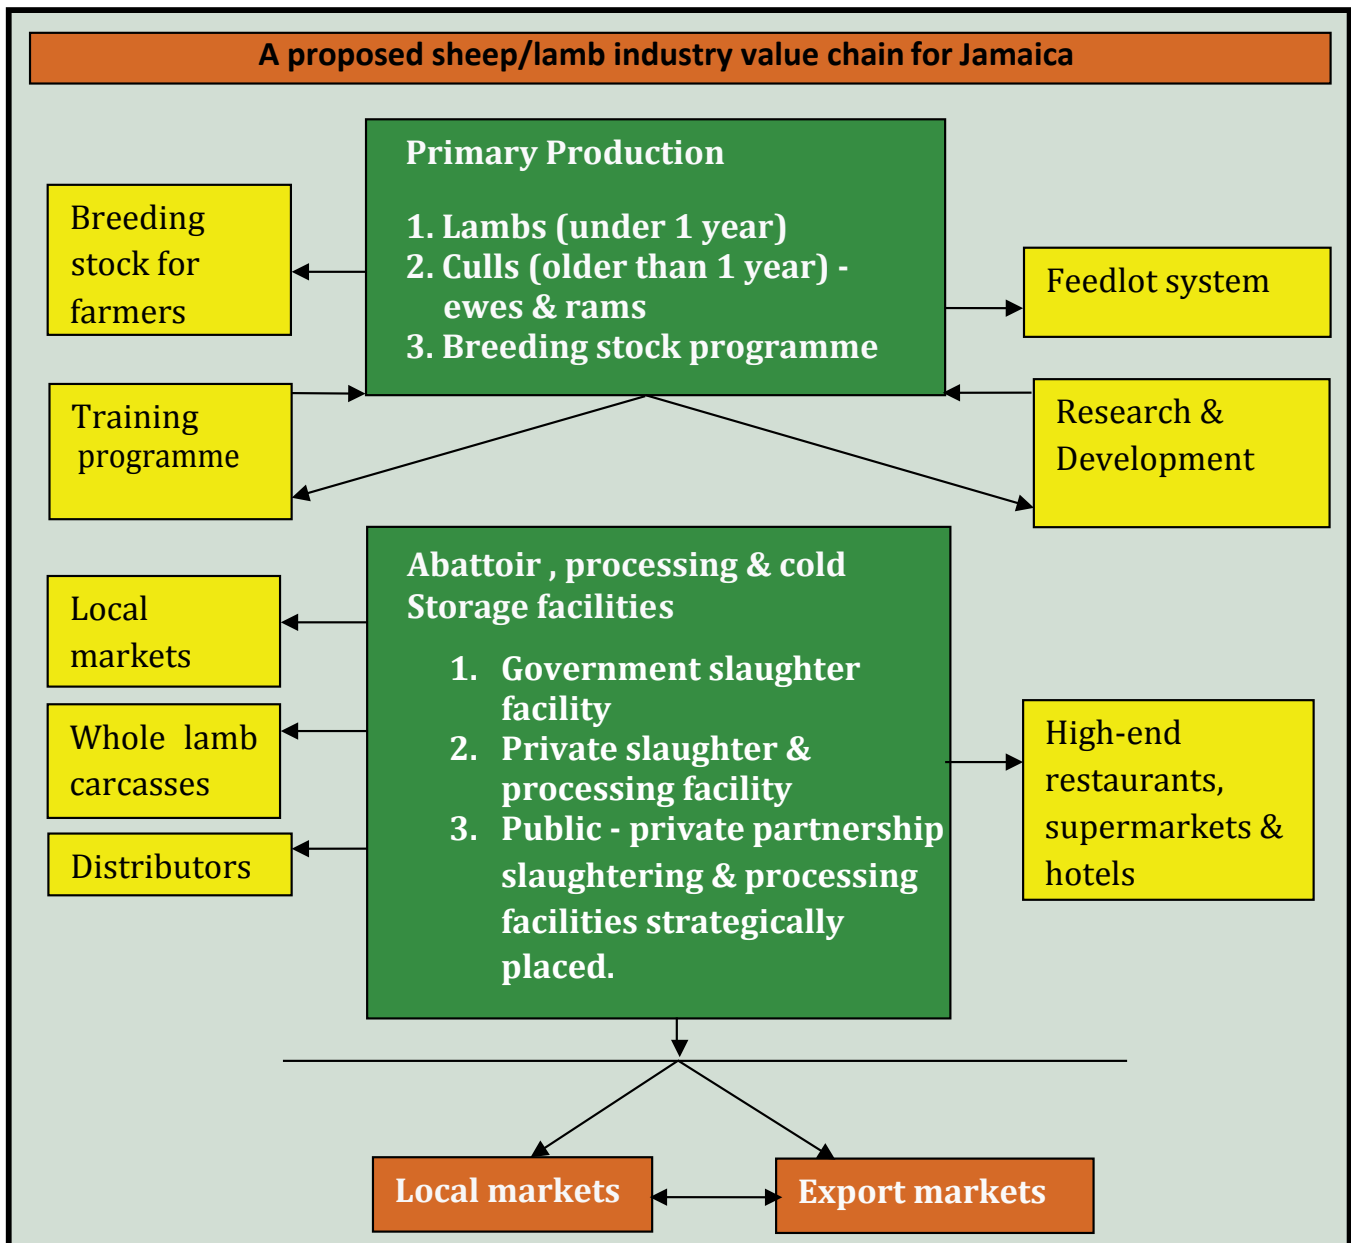 A proposed sheep/lamb industry value chain for Jamaica
Primary Production
1. Lambs (under 1 year)
2. Culls (older than 1 year) -
ewes & rams
3. Breeding stock programme
Breeding
stock for
farmers
Feedlot system
Training
programme
Research &
Development
Abattoir , processing & cold
Storage facilities
1. Government slaughter
facility
2. Private slaughter &
processing facility
3. Public - private partnership
slaughtering & processing
facilities strategically
placed.
Local
markets
Whole lamb
carcasses
Distributors
High-end
restaurants,
supermarkets &
hotels
Local markets
Export markets